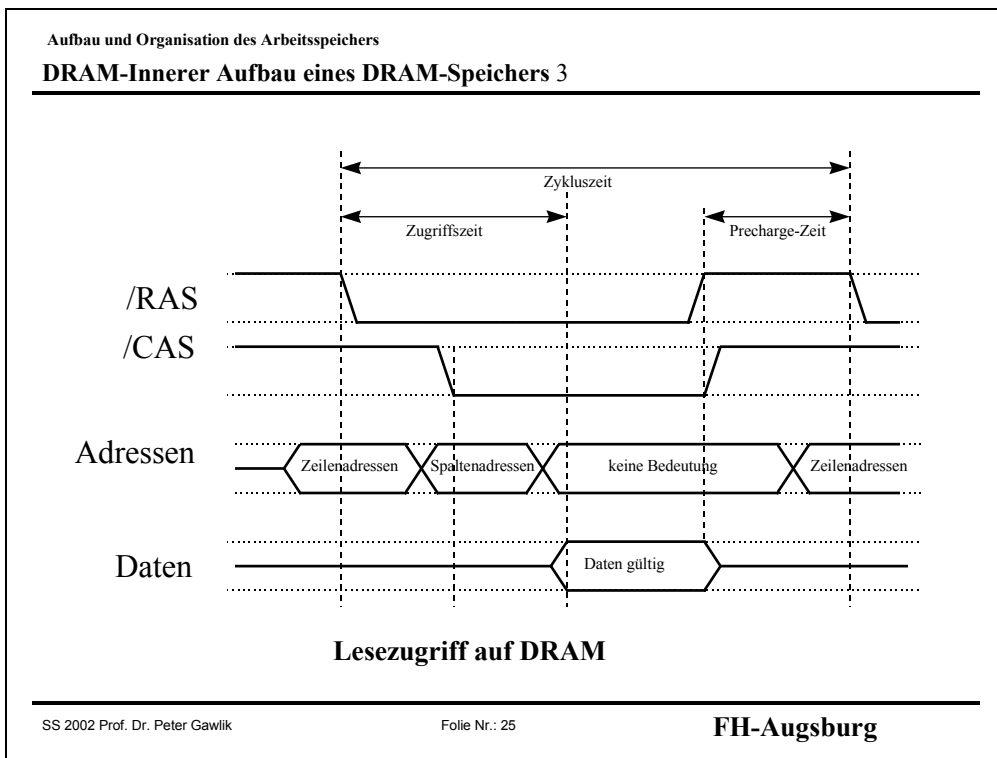 Aufbau und Organisation des Arbeitsspeichers
DRAM-Innerer Aufbau eines DRAM-Speichers 3
Zykluszeit
Zugriffszeit
Precharge-Zeit
/RAS
/CAS
Adressen
Zeilenadressen
Spaltenadressen
keine Bedeutung
Zeilenadressen
Daten
Daten gültig
Lesezugriff auf DRAM
SS 2002 Prof. Dr. Peter Gawlik
Folie Nr.: 25
FH-Augsburg